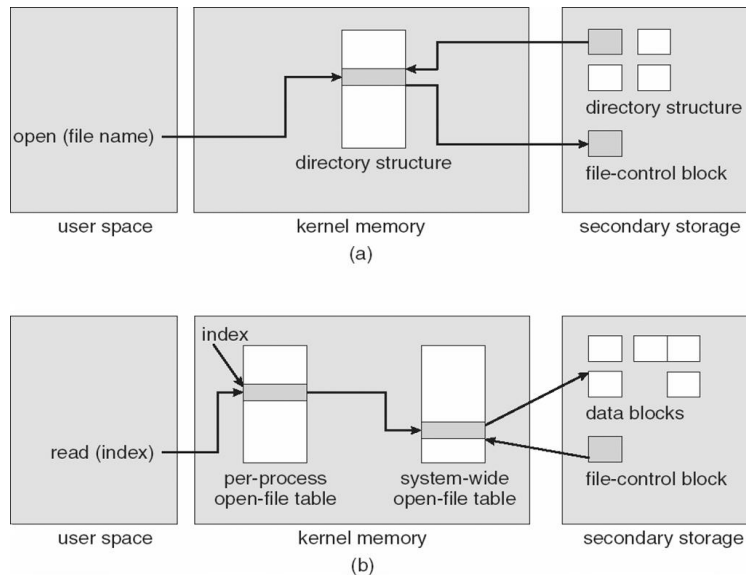 open (file name)
directory structure
directory structure
file-control block
user space
kernel memory
secondary storage
(a)
index
read (index)
per-process
open-file table
system-wide
open-file table
data blocks
file-control block
user space
kernel memory
secondary storage
(b)